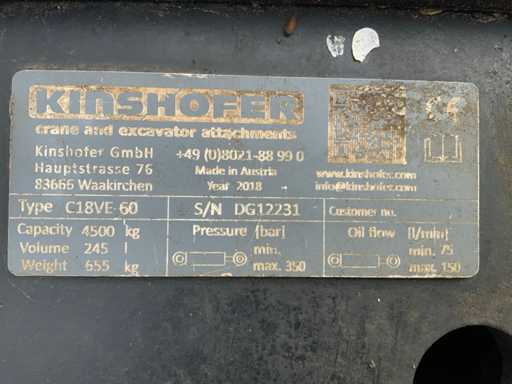 KINSHOFER
crane and excavator attachments
Kinshofer GmbH +49 (0)8021-88 99 0
Hauptstrasse 76 Made in Austria www.kinshofer.com
83666 Waakirchen Year 2018 info@kinshofer.com
Type C18VE-60 S/N DG12231 Customer no.
Capacity 4500 kg Pressure [bar] Oil flow [l/min]
Volume 245 l min. min. 75
Weight 655 kg max. 350 max. 150